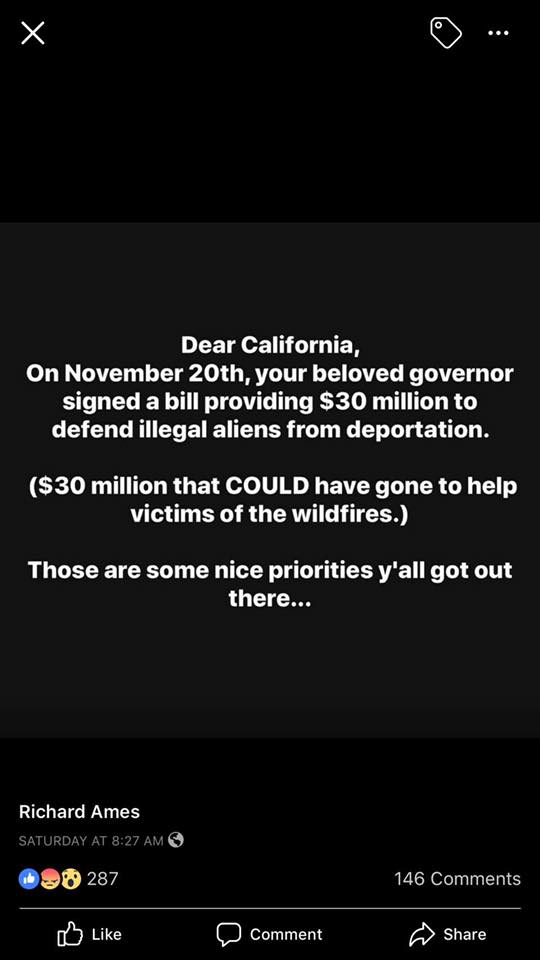 Dear California,
On November 20th, your beloved governor
signed a bill providing $30 million to
defend illegal aliens from deportation.
($30 million that COULD have gone to help
victims of the wildfires.)
Those are some nice priorities y'all got out
there...
Richard Ames
SATURDAY AT 8:27 AM
287
146 Comments
Like
Comment
Share